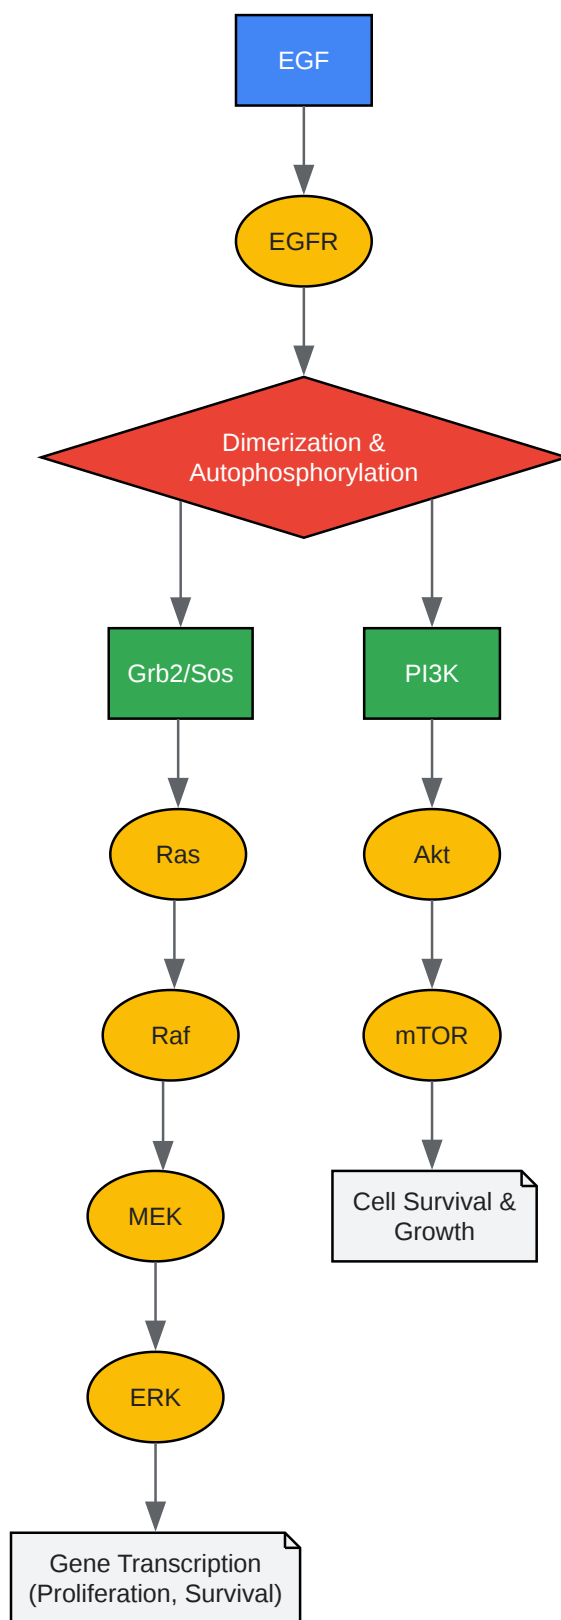 EGF
EGFR
Dimerization &
Autophosphorylation
Grb2/Sos
PI3K
Ras
Akt
Raf
mTOR
MEK
Cell Survival &
Growth
ERK
Gene Transcription
(Proliferation, Survival)